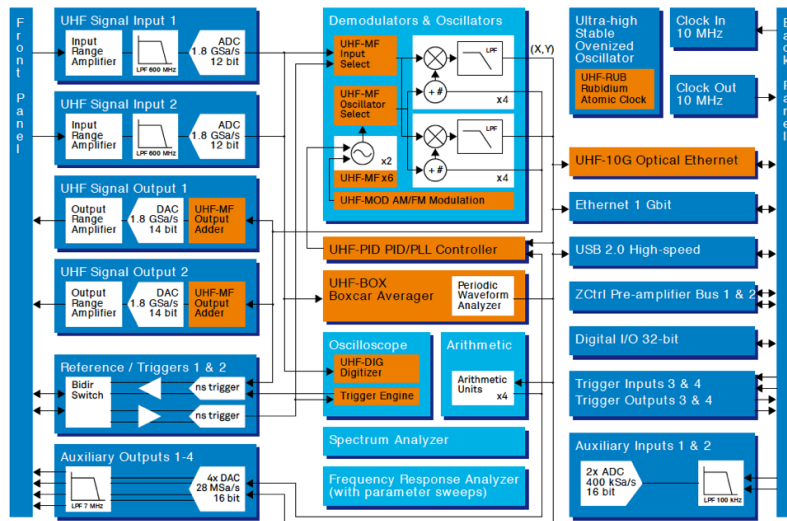 Front Panel
UHF Signal Input 1
Input
Range
Amplifier
LPF 600 MHz
ADC
1.8 GSa/s
12 bit
UHF Signal Input 2
Input
Range
Amplifier
LPF 600 MHz
ADC
1.8 GSa/s
12 bit
UHF Signal Output 1
Output
Range
Amplifier
DAC
1.8 GSa/s
14 bit
UHF-MF
Output
Adder
UHF Signal Output 2
Output
Range
Amplifier
DAC
1.8 GSa/s
14 bit
UHF-MF
Output
Adder
Reference / Triggers 1 & 2
Bidir
Switch
ns trigger
ns trigger
Auxiliary Outputs 1-4
LPF 7 MHz
4x DAC
28 MSa/s
16 bit
Demodulators & Oscillators
UHF-MF
Input
Select
UHF-MF
Oscillator
Select
x2
UHF-MF x6
UHF-MOD AM/FM Modulation
LPF
+ #
x4
LPF
+ #
x4
(X,Y)
UHF-PID PID/PLL Controller
UHF-BOX
Boxcar Averager
Periodic
Waveform
Analyzer
Oscilloscope
UHF-DIG
Digitizer
Trigger Engine
Arithmetic
Arithmetic
Units
x4
Spectrum Analyzer
Frequency Response Analyzer
(with parameter sweeps)
Ultra-high
Stable
Ovenized
Oscillator
UHF-RUB
Rubidium
Atomic Clock
Clock In
10 MHz
Clock Out
10 MHz
UHF-10G Optical Ethernet
Ethernet 1 Gbit
USB 2.0 High-speed
ZCtrl Pre-amplifier Bus 1 & 2
Digital I/O 32-bit
Trigger Inputs 3 & 4
Trigger Outputs 3 & 4
Auxiliary Inputs 1 & 2
2x ADC
400 kSa/s
16 bit
LPF 100 kHz